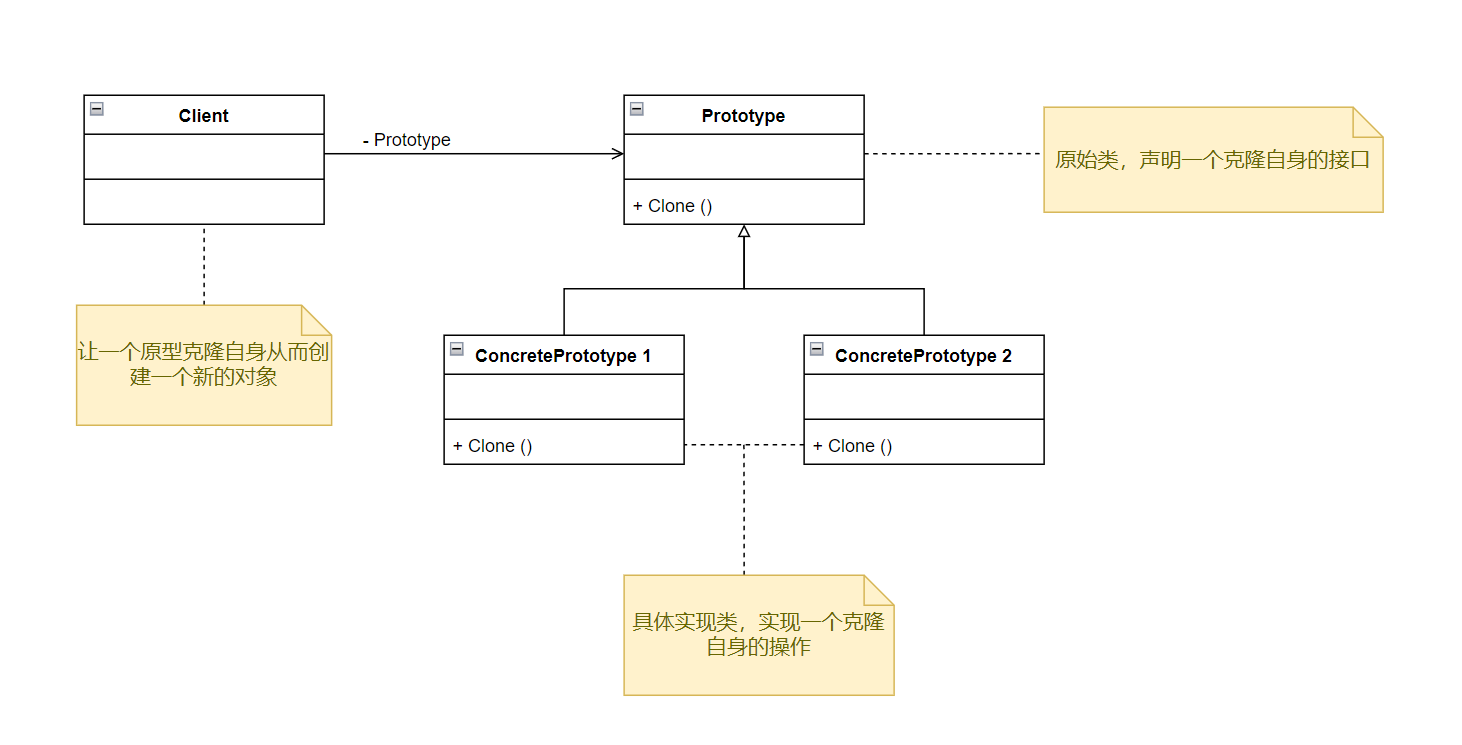 Client
- Prototype
Prototype
+ Clone ()
原始类，声明一个克隆自身的接口
让一个原型克隆自身从而创
建一个新的对象
ConcretePrototype 1
+ Clone ()
ConcretePrototype 2
+ Clone ()
具体实现类，实现一个克隆
自身的操作